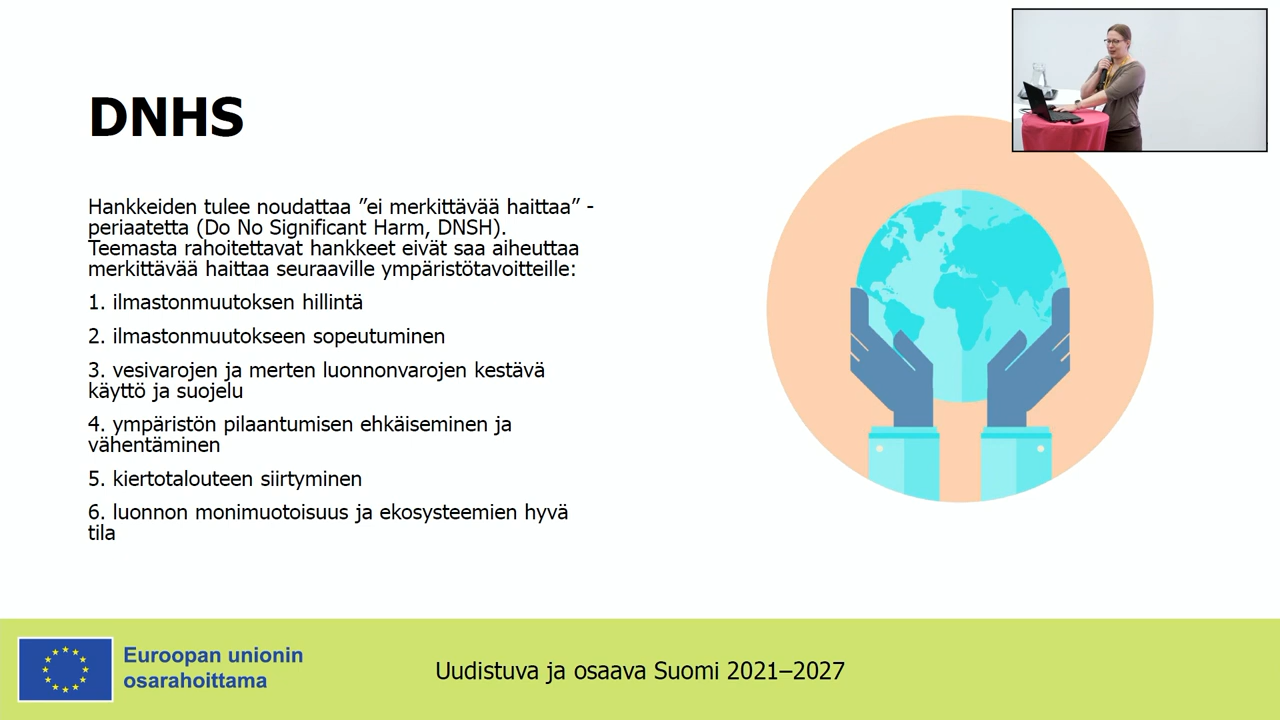 DNHS
Hankkeiden tulee noudattaa ”ei merkittävää haittaa” -
periaatetta (Do No Significant Harm, DNSH).
Teemasta rahoitettavat hankkeet eivät saa aiheuttaa
merkittävää haittaa seuraaville ympäristötavoitteille:
1. ilmastonmuutoksen hillintä
2. ilmastonmuutokseen sopeutuminen
3. vesivarojen ja merten luonnonvarojen kestävä
käyttö ja suojelu
4. ympäristön pilaantumisen ehkäiseminen ja
vähentäminen
5. kiertotalouteen siirtyminen
6. luonnon monimuotoisuus ja ekosysteemien hyvä
tila
Euroopan unionin
osarahoittama
Uudistuva ja osaava Suomi 2021–2027